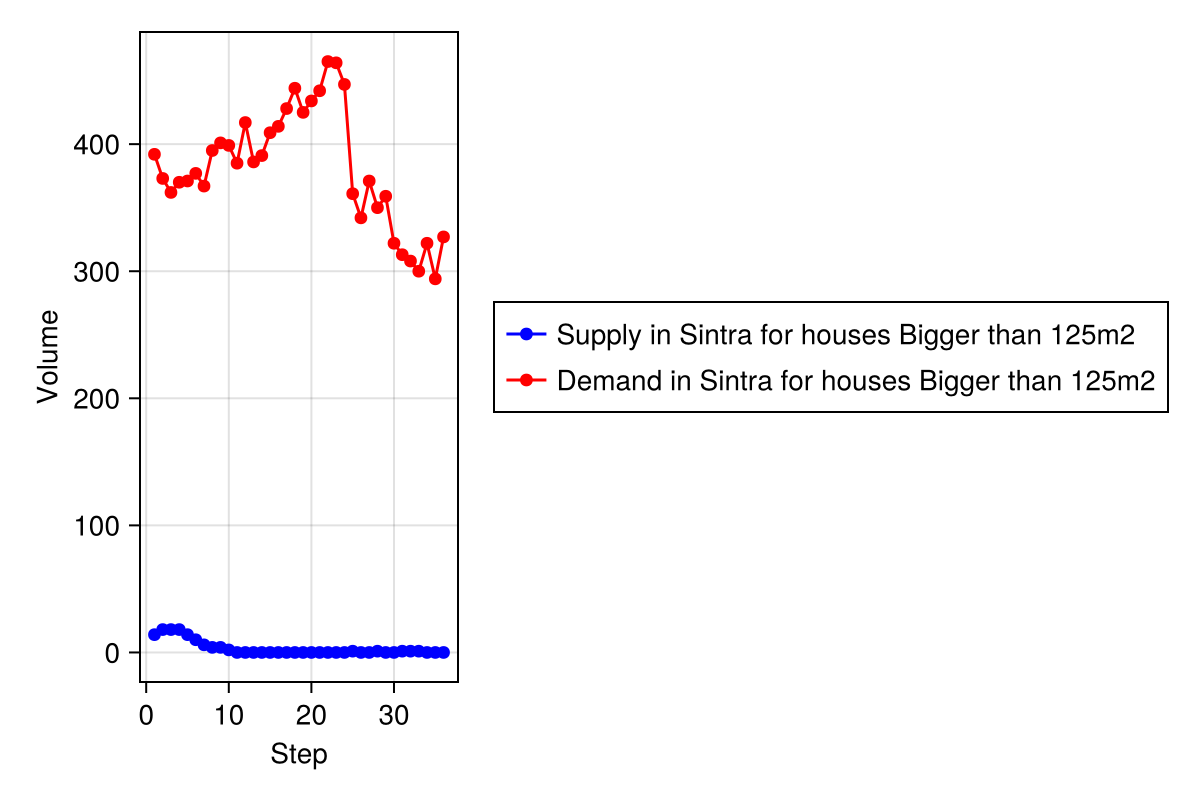 Volume
400
300
200
100
0
0 10 20 30
Step
Supply in Sintra for houses Bigger than 125m2
Demand in Sintra for houses Bigger than 125m2